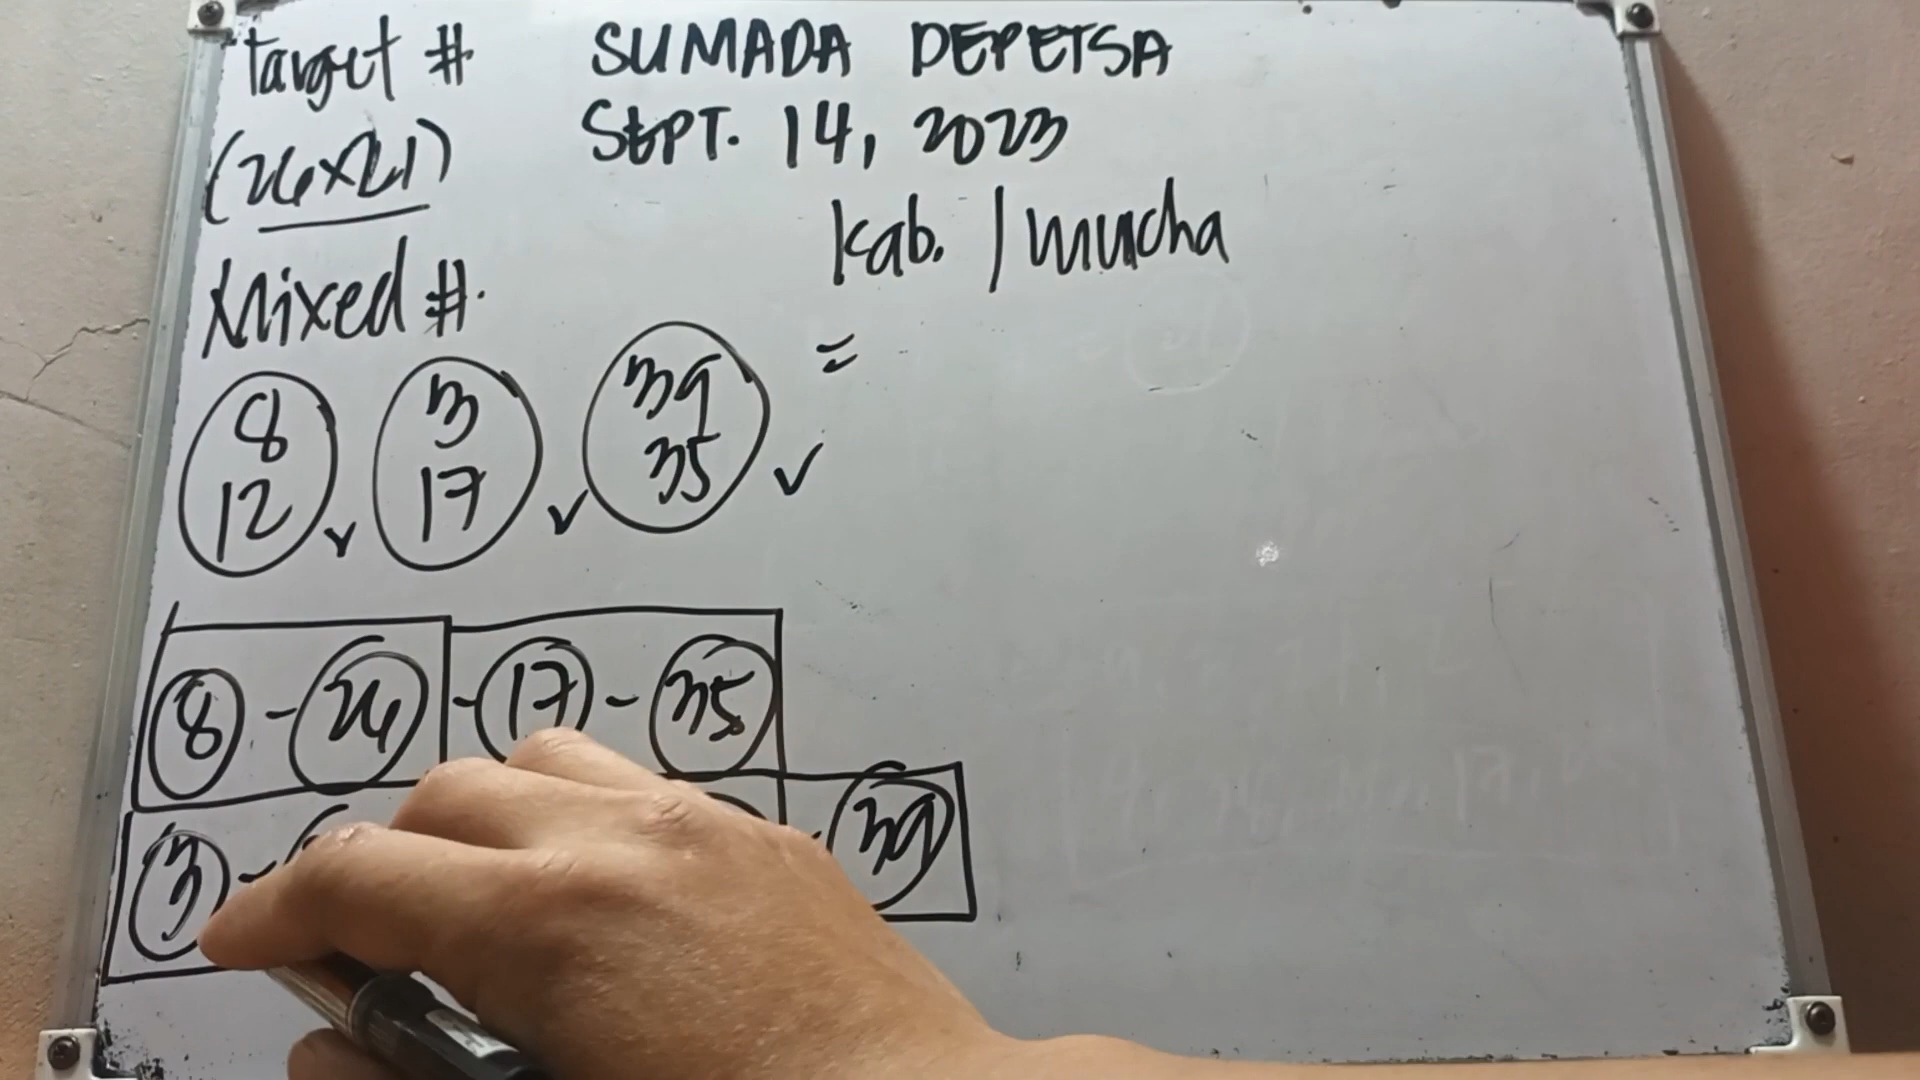 Target # SUMADA DEPETSA
(26x21) SEPT. 14, 2023
Kab. / Mucha
Mixed #.
8 3 39 =
12 17 35
8 - 26 - 17 - 35
3 - - 39